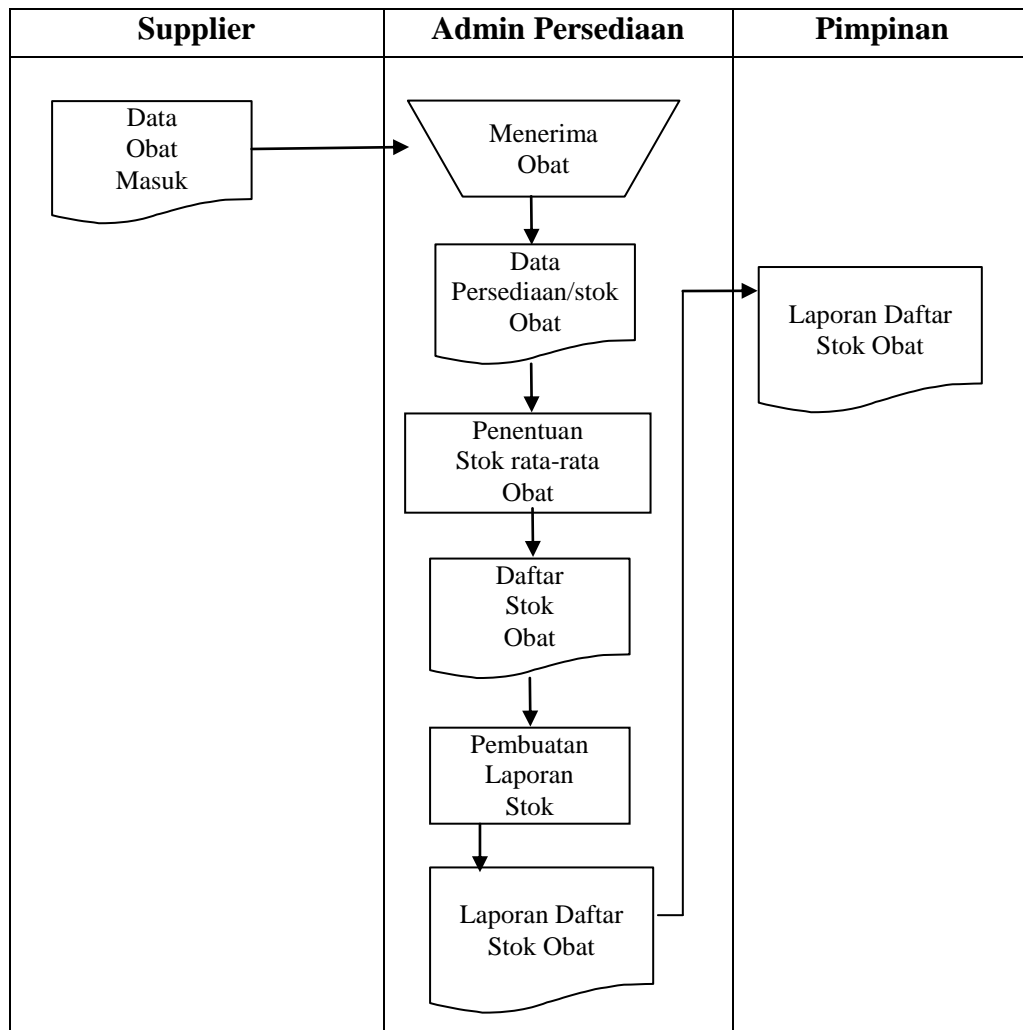 Supplier
Admin Persediaan
Pimpinan
Data
Obat
Masuk
Menerima
Obat
Data
Persediaan/stok
Obat
Laporan Daftar
Stok Obat
Penentuan
Stok rata-rata
Obat
Daftar
Stok
Obat
Pembuatan
Laporan
Stok
Laporan Daftar
Stok Obat